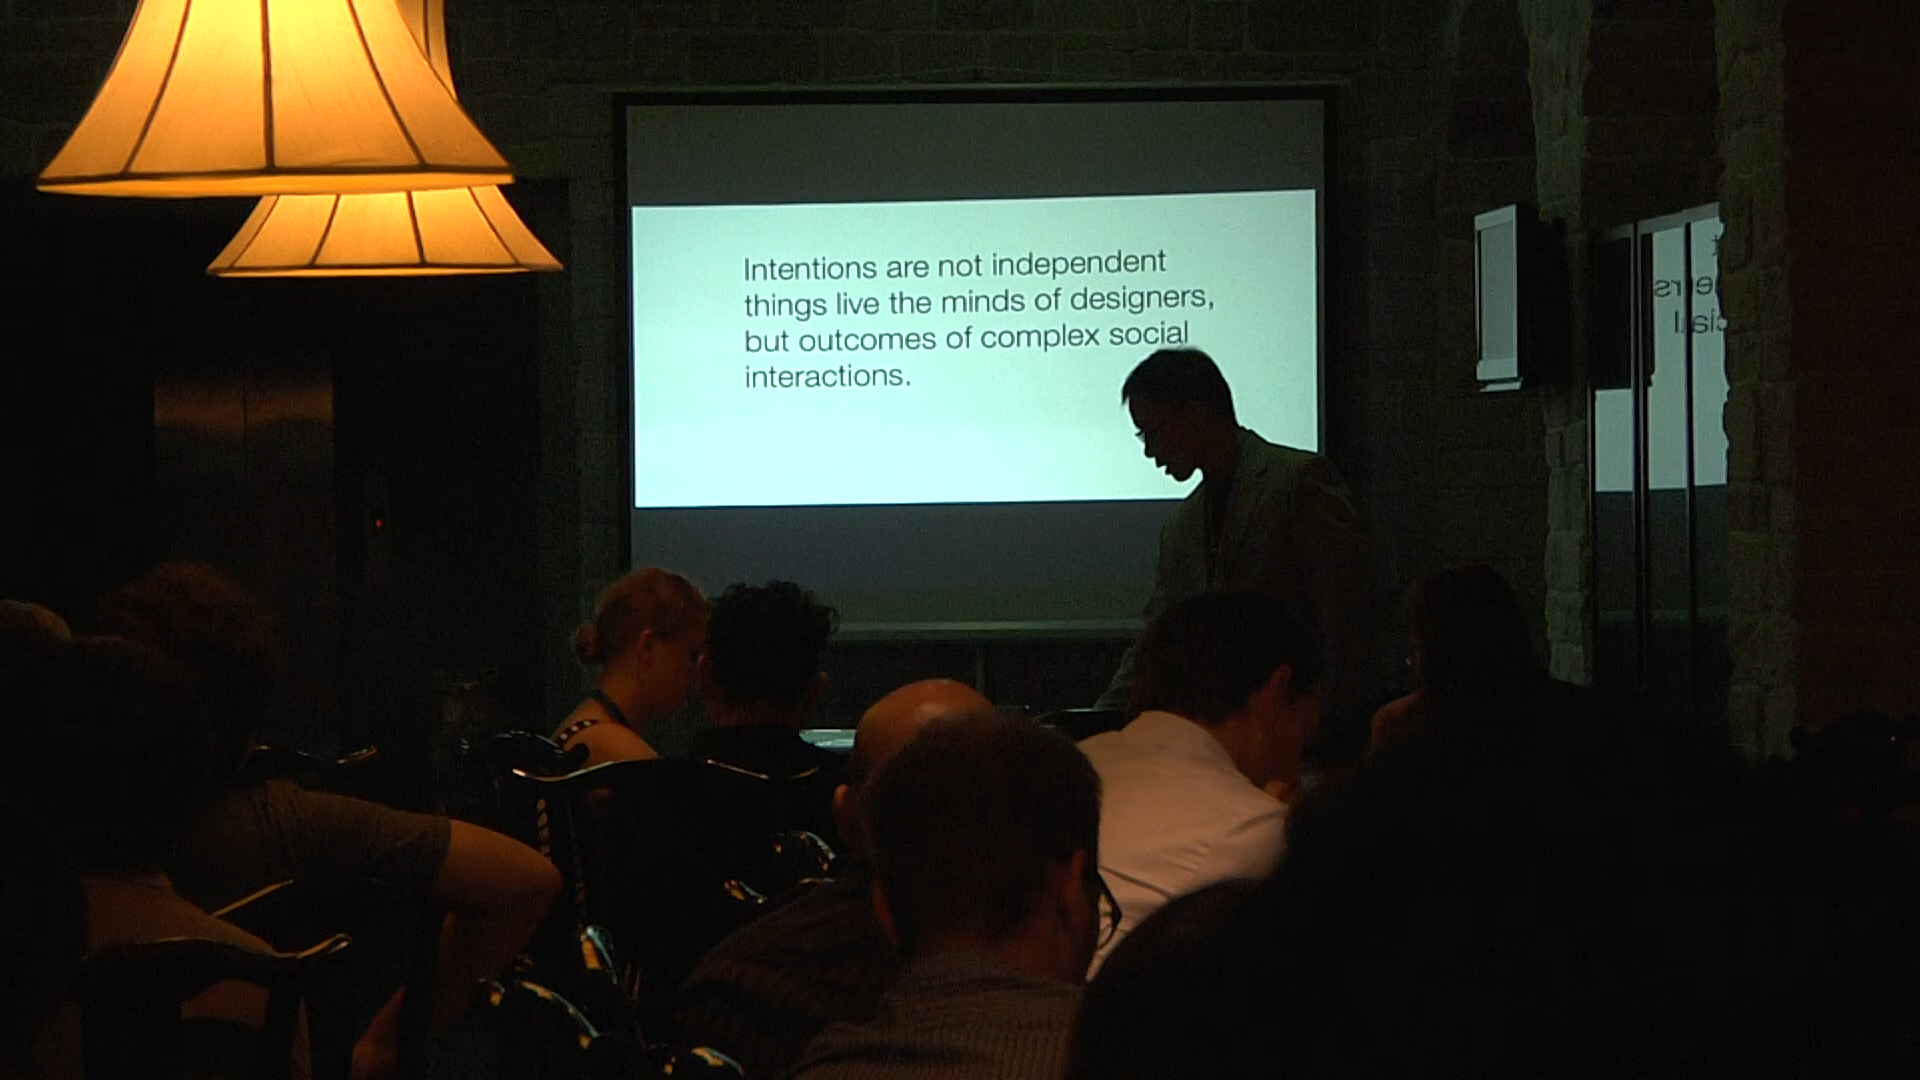 Intentions are not independent
things live the minds of designers,
but outcomes of complex social
interactions.